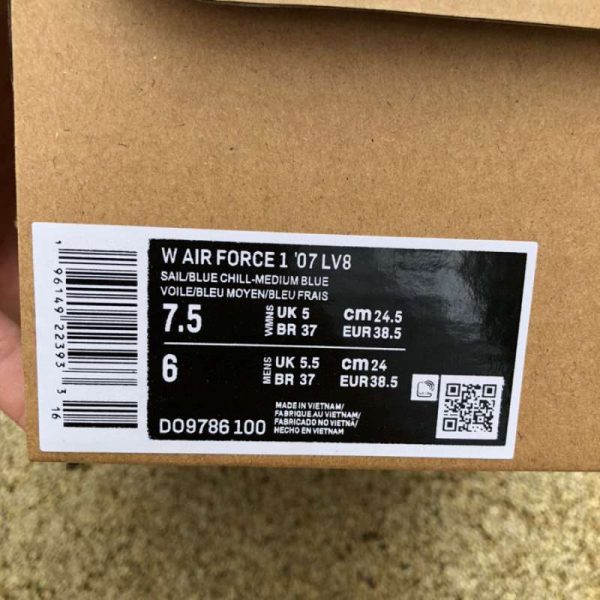 W AIR FORCE 1 '07 LV8
SAIL/BLUE CHILL-MEDIUM BLUE
VOILE/BLEU MOYEN/BLEU FRAIS
7.5 WMNS UK 5 cm 24.5
BR 37 EUR 38.5
6 MENS UK 5.5 cm 24
BR 37 EUR 38.5
DO9786 100
MADE IN VIETNAM/
FABRIQUE AU VIETNAM/
FABRICADO NO VIETNÃ/
HECHO EN VIETNAM
1 96149 22393 3 16